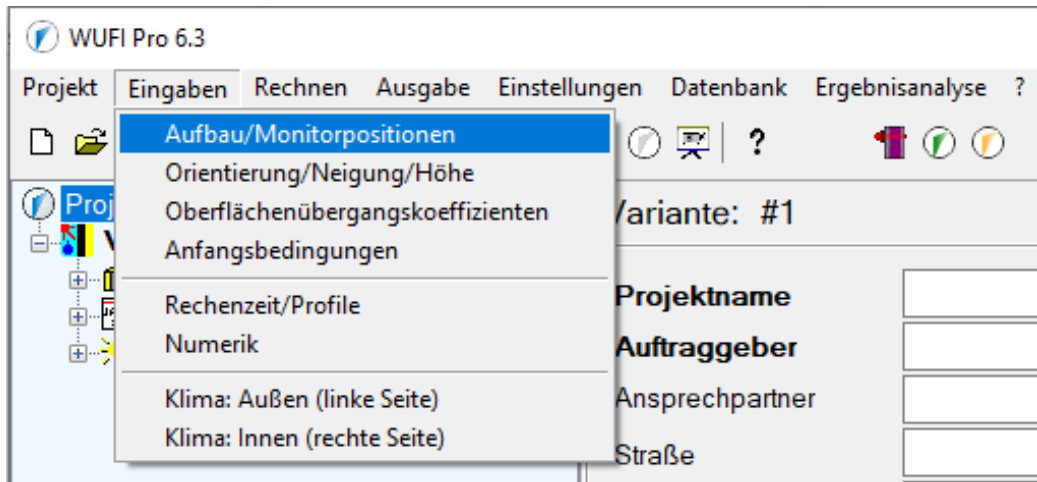 WUFI Pro 6.3
Projekt Eingaben Rechnen Ausgabe Einstellungen Datenbank Ergebnisanalyse ?
?
Aufbau/Monitorpositionen
Orientierung/Neigung/Höhe
Oberflächenübergangskoeffizienten
Anfangsbedingungen
Rechenzeit/Profile
Numerik
Klima: Außen (linke Seite)
Klima: Innen (rechte Seite)
Proj
Variante: #1
Projektname
Auftraggeber
Ansprechpartner
Straße